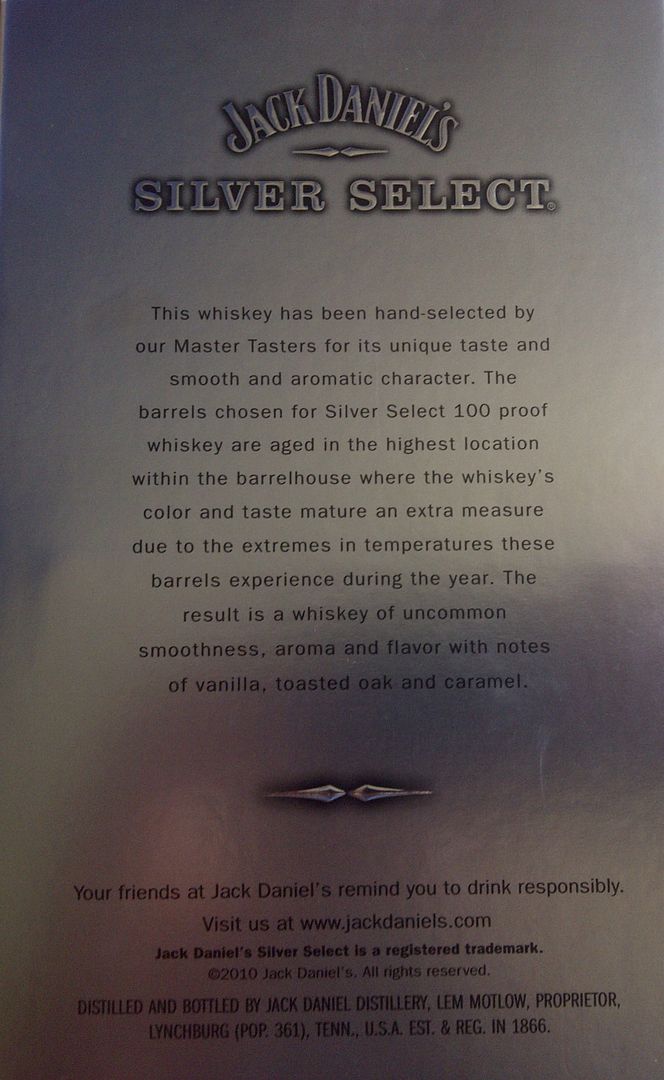 JACK DANIEL'S
SILVER SELECT®
This whiskey has been hand-selected by
our Master Tasters for its unique taste and
smooth and aromatic character. The
barrels chosen for Silver Select 100 proof
whiskey are aged in the highest location
within the barrelhouse where the whiskey's
color and taste mature an extra measure
due to the extremes in temperatures these
barrels experience during the year. The
result is a whiskey of uncommon
smoothness, aroma and flavor with notes
of vanilla, toasted oak and caramel.
Your friends at Jack Daniel's remind you to drink responsibly.
Visit us at www.jackdaniels.com
Jack Daniel's Silver Select is a registered trademark.
©2010 Jack Daniel's. All rights reserved.
DISTILLED AND BOTTLED BY JACK DANIEL DISTILLERY, LEM MOTLOW, PROPRIETOR,
LYNCHBURG (POP. 361), TENN., U.S.A. EST. & REG. IN 1866.